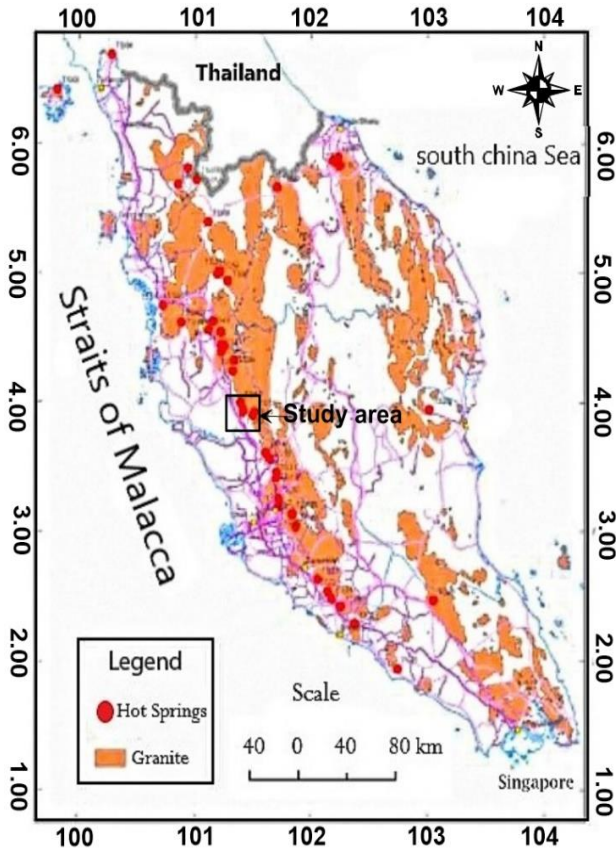 100 101 102 103 104
N
W E
S
Thailand
south china Sea
6.00 6.00
5.00 5.00
4.00 4.00
3.00 3.00
2.00 2.00
1.00 1.00
Straits of Malacca
Study area
Legend
Hot Springs
Granite
Scale
40 0 40 80 km
Singapore
100 101 102 103 104